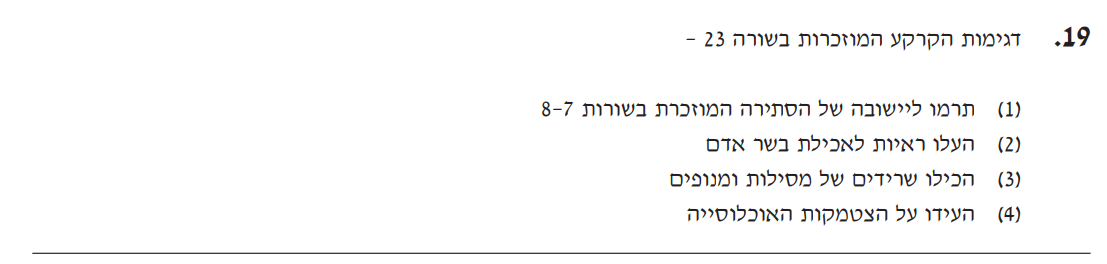 19. דגימות הקרקע המוזכרות בשורה 23 –
(1) תרמו ליישובה של הסתירה המוזכרת בשורות 7–8
(2) העלו ראיות לאכילת בשר אדם
(3) הכילו שרידים של מסילות ומנופים
(4) העידו על הצטמקות האוכלוסייה